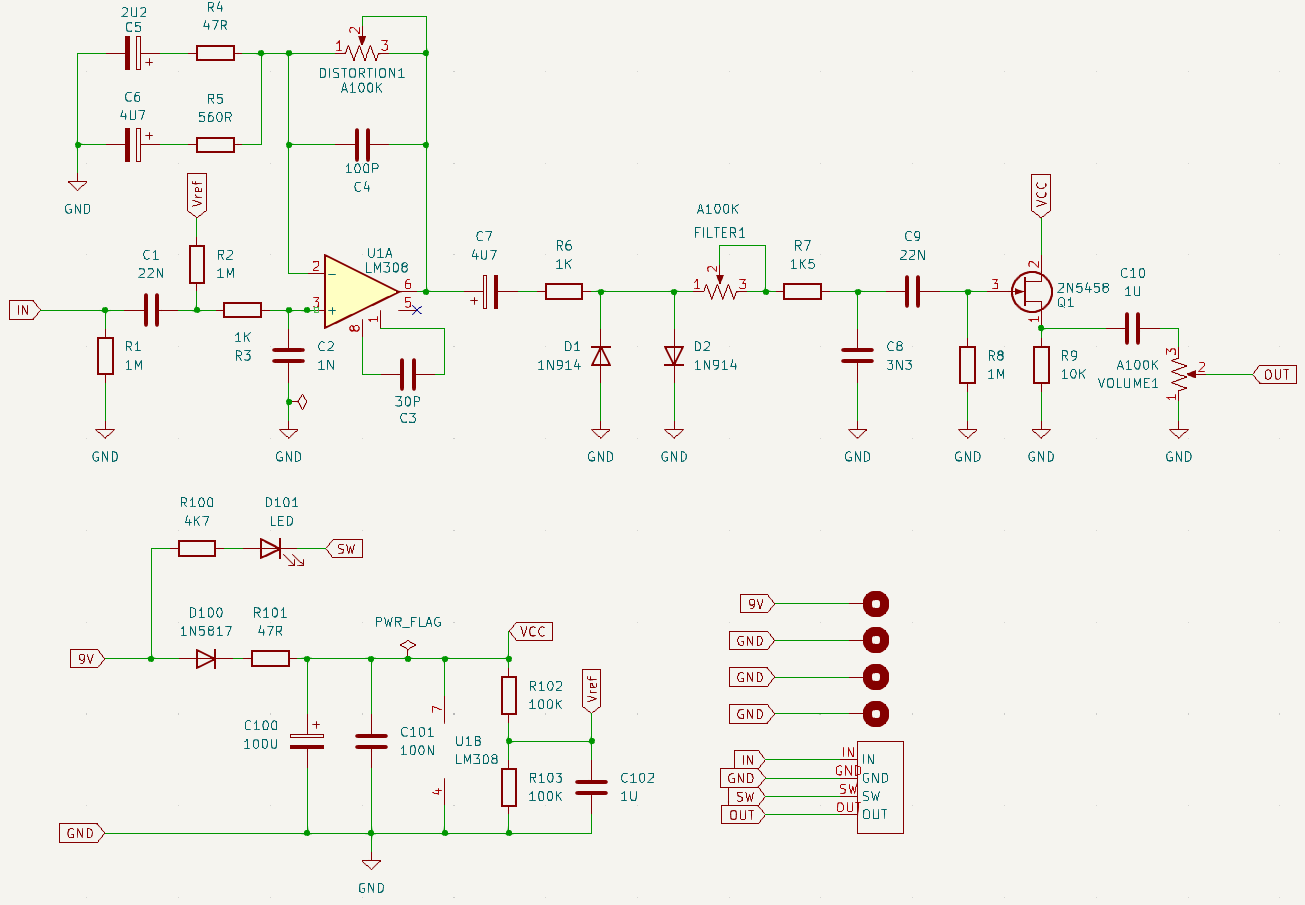 2U2
C5
R4
47R
2
1
3
DISTORTION1
A100K
+
C6
4U7
+
R5
560R
100P
C4
GND
Vref
C1
22N
R2
1M
IN
R1
1M
1K
R3
C2
1N
2
3
U1A
LM308
6
5
8
1
30P
C3
C7
4U7
+
R6
1K
D1
1N914
D2
1N914
A100K
FILTER1
1
2
3
R7
1K5
C8
3N3
C9
22N
R8
1M
VCC
2
3
1
2N5458
Q1
R9
10K
C10
1U
A100K
VOLUME1
3
2
1
OUT
GND
GND
GND
GND
GND
GND
GND
GND
R100
4K7
D101
LED
SW
9V
D100
1N5817
R101
47R
PWR_FLAG
VCC
C100
100U
+
C101
100N
7
4
U1B
LM308
R102
100K
R103
100K
Vref
C102
1U
GND
GND
9V
GND
GND
GND
IN
IN
IN
GND
GND
GND
SW
SW
SW
OUT
OUT
OUT